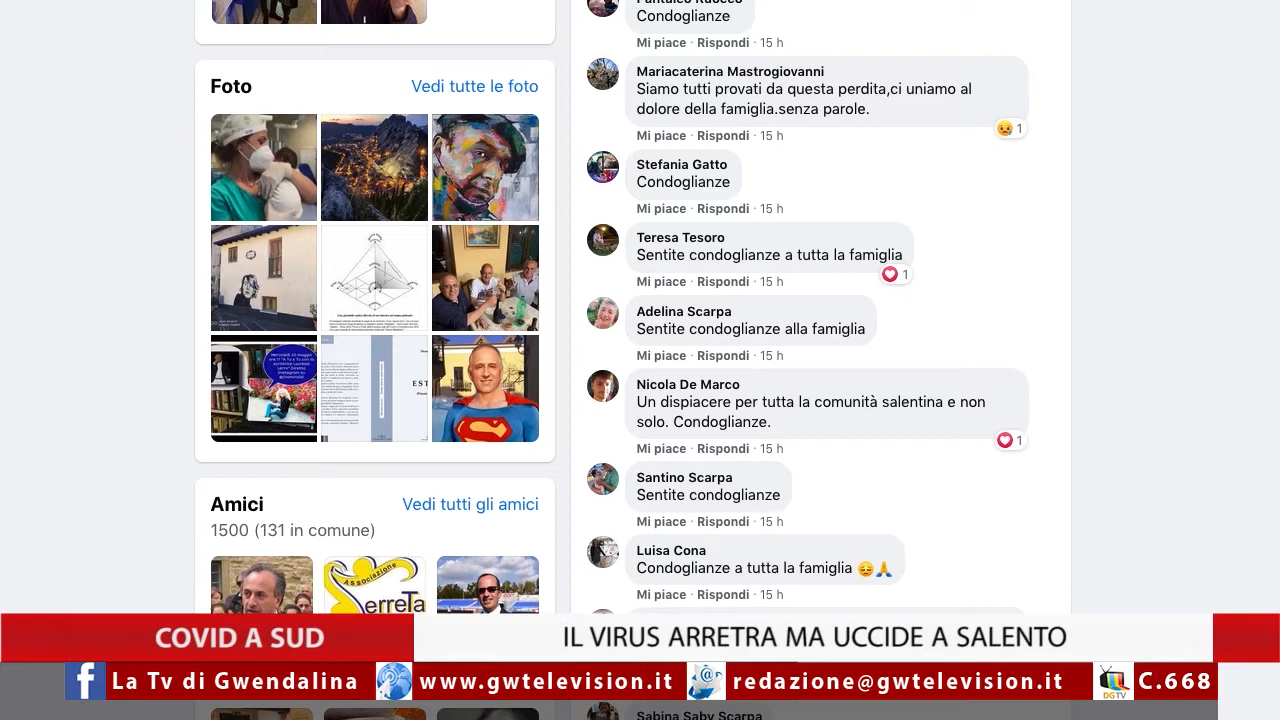 Foto
Vedi tutte le foto
Amici
Vedi tutti gli amici
1500 (131 in comune)
Associazione
SerreTa
Condoglianze
Mi piace · Rispondi · 15 h
Mariacaterina Mastrogiovanni
Siamo tutti provati da questa perdita,ci uniamo al
dolore della famiglia.senza parole.
1
Mi piace · Rispondi · 15 h
Stefania Gatto
Condoglianze
Mi piace · Rispondi · 15 h
Teresa Tesoro
Sentite condoglianze a tutta la famiglia
1
Mi piace · Rispondi · 15 h
Aquilina Scarpa
Sentite condoglianze alla famiglia
Mi piace · Rispondi · 15 h
Nicola De Marco
Un dispiacere per tutta la comunità salentina e non
solo. Condoglianze.
1
Mi piace · Rispondi · 15 h
Santino Scarpa
Sentite condoglianze
Mi piace · Rispondi · 15 h
Luisa Cona
Condoglianze a tutta la famiglia 😔🙏
Mi piace · Rispondi · 15 h
COVID A SUD
IL VIRUS ARRETRA MA UCCIDE A SALENTO
La Tv di Gwendalina
www.gwtelevision.it
redazione@gwtelevision.it
DGTV
C.668
Sabina Saby Scarpa